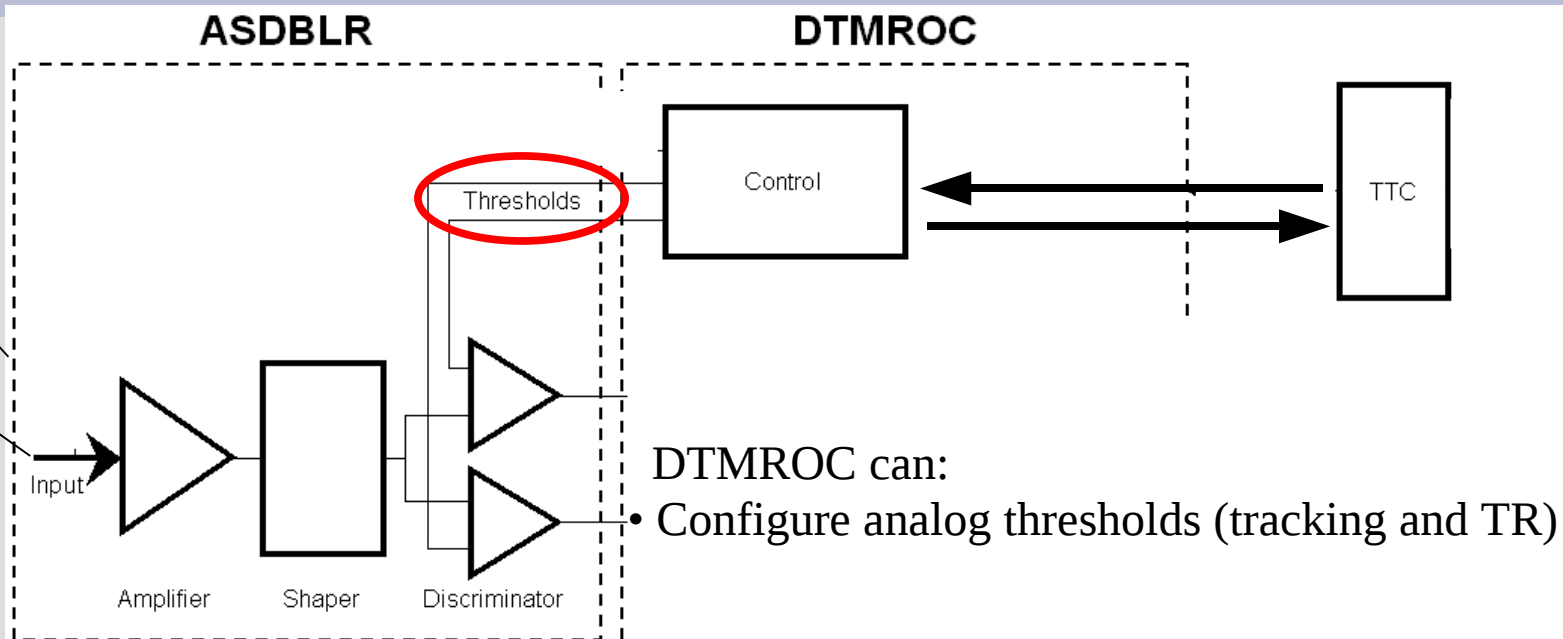 ASDBLR
DTMROC
Thresholds
Control
TTC
Input
Amplifier
Shaper
Discriminator
DTMROC can:
• Configure analog thresholds (tracking and TR)